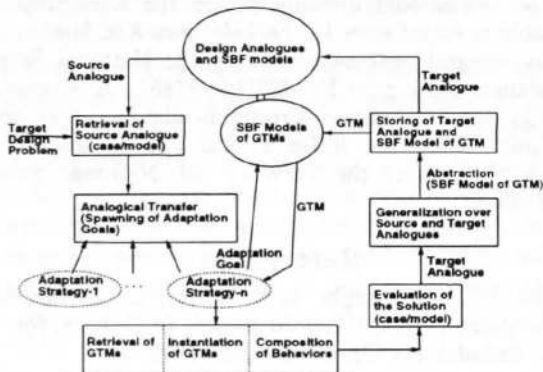 Design Analogues
and SBF models
Source
Analogue
Target
Analogue
Target
Design
Problem
Retrieval of
Source Analogue
(case/model)
SBF Models
of GTMs
GTM
Storing of Target
Analogue and
SBF Model of GTM
Analogical Transfer
(Spawning of Adaptation
Goals)
GTM
Abstraction
(SBF Model of GTM)
Generalization over
Source and Target
Analogues
Adaptation
Goal
Target
Analogue
Adaptation
Strategy-1
Adaptation
Strategy-n
Evaluation of
the Solution
(case/model)
Retrieval of
GTMs
Instantiation
of GTMs
Composition
of Behaviors